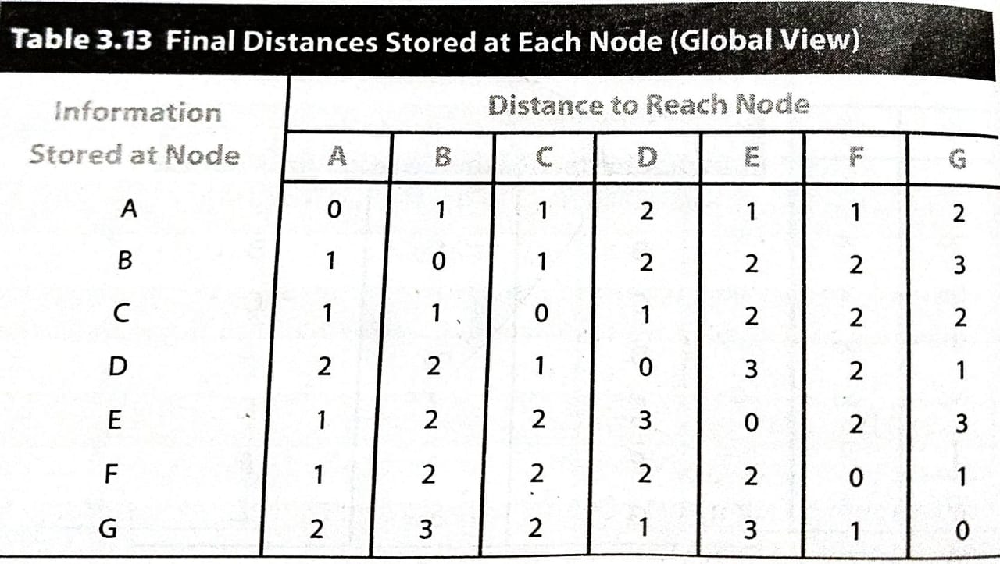 Table 3.13 Final Distances Stored at Each Node (Global View)
Information Stored at Node
Distance to Reach Node
A B C D E F G
A 0 1 1 2 1 1 2
B 1 0 1 2 2 2 3
C 1 1 0 1 2 2 2
D 2 2 1 0 3 2 1
E 1 2 2 3 0 2 3
F 1 2 2 2 2 0 1
G 2 3 2 1 3 1 0